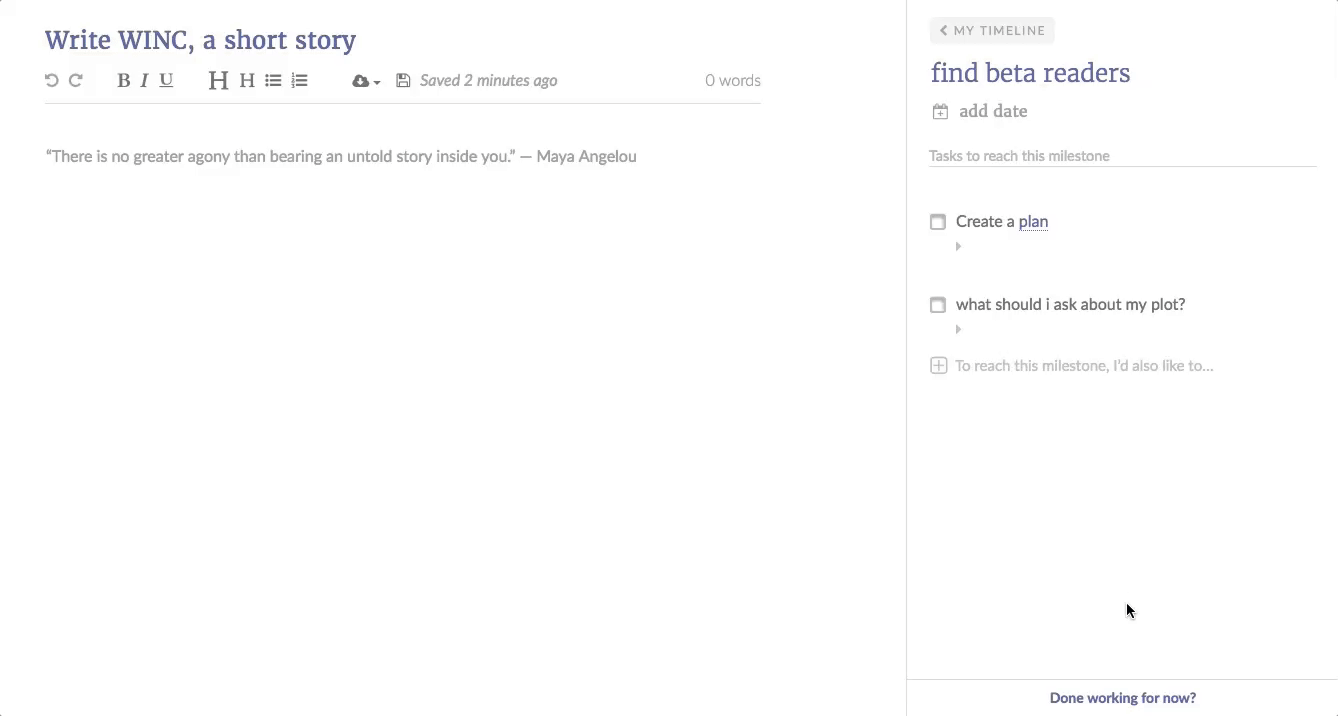 Write WINC, a short story
B I U H H Saved 2 minutes ago 0 words
“There is no greater agony than bearing an untold story inside you.” — Maya Angelou
MY TIMELINE
find beta readers
add date
Tasks to reach this milestone
Create a plan
what should i ask about my plot?
To reach this milestone, I'd also like to...
Done working for now?